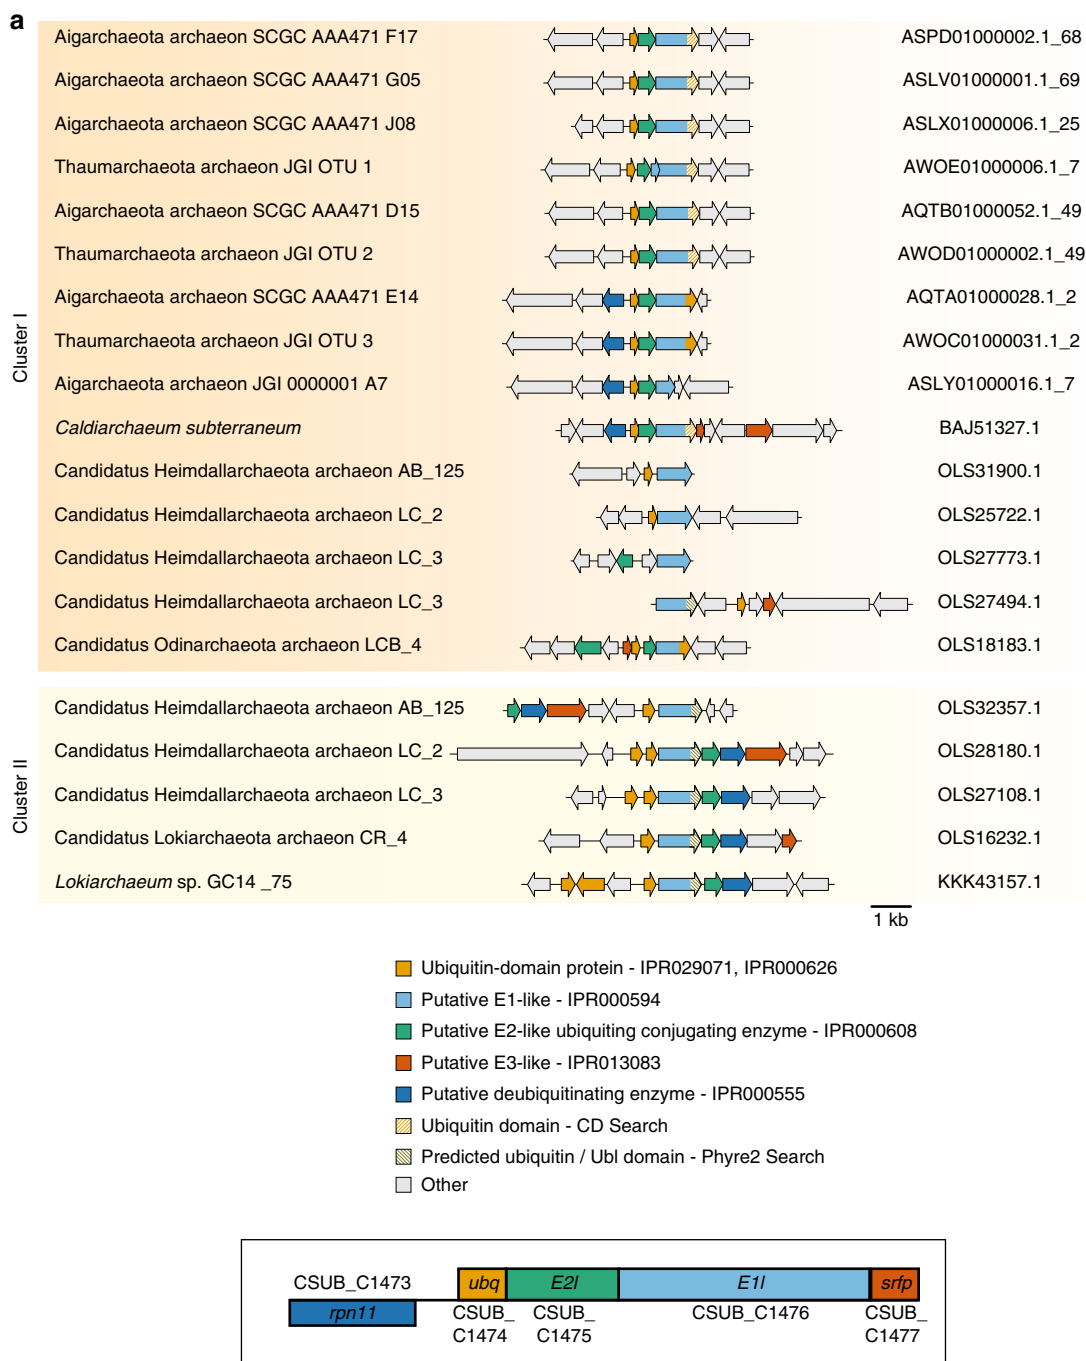 a
Cluster I
Aigarchaeota archaeon SCGC AAA471 F17 ASPD01000002.1_68
Aigarchaeota archaeon SCGC AAA471 G05 ASLV01000001.1_69
Aigarchaeota archaeon SCGC AAA471 J08 ASLX01000006.1_25
Thaumarchaeota archaeon JGI OTU 1 AWOE01000006.1_7
Aigarchaeota archaeon SCGC AAA471 D15 AQTB01000052.1_49
Thaumarchaeota archaeon JGI OTU 2 AWOD01000002.1_49
Aigarchaeota archaeon SCGC AAA471 E14 AQTA01000028.1_2
Thaumarchaeota archaeon JGI OTU 3 AWOC01000031.1_2
Aigarchaeota archaeon JGI 0000001 A7 ASLY01000016.1_7
Caldiarchaeum subterraneum BAJ51327.1
Candidatus Heimdallarchaeota archaeon AB_125 OLS31900.1
Candidatus Heimdallarchaeota archaeon LC_2 OLS25722.1
Candidatus Heimdallarchaeota archaeon LC_3 OLS27773.1
Candidatus Heimdallarchaeota archaeon LC_3 OLS27494.1
Candidatus Odinarchaeota archaeon LCB_4 OLS18183.1
Cluster II
Candidatus Heimdallarchaeota archaeon AB_125 OLS32357.1
Candidatus Heimdallarchaeota archaeon LC_2 OLS28180.1
Candidatus Heimdallarchaeota archaeon LC_3 OLS27108.1
Candidatus Lokiarchaeota archaeon CR_4 OLS16232.1
Lokiarchaeum sp. GC14 _75 KKK43157.1
1 kb
Ubiquitin-domain protein - IPR029071, IPR000626
Putative E1-like - IPR000594
Putative E2-like ubiquiting conjugating enzyme - IPR000608
Putative E3-like - IPR013083
Putative deubiquitinating enzyme - IPR000555
Ubiquitin domain - CD Search
Predicted ubiquitin / Ubl domain - Phyre2 Search
Other
CSUB_C1473 ubq E2l E1l srfp
rpn11 CSUB_ CSUB_ CSUB_C1476 CSUB_
C1474 C1475 C1477